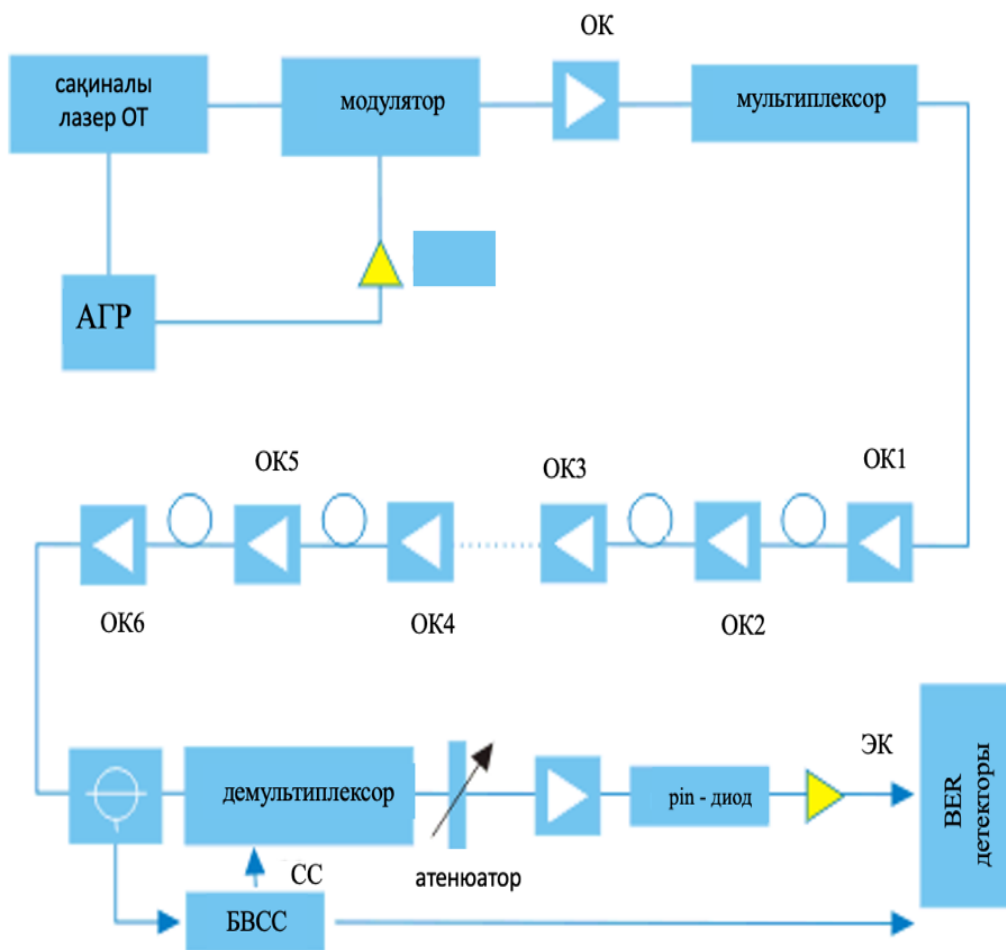 ОК
сақиналы
лазер ОТ
модулятор
мультиплексор
АГР
ОК5
ОК3
ОК1
ОК6
ОК4
ОК2
демультиплексор
pin - диод
ЭК
BER
детекторы
СС
атенюатор
БВСС